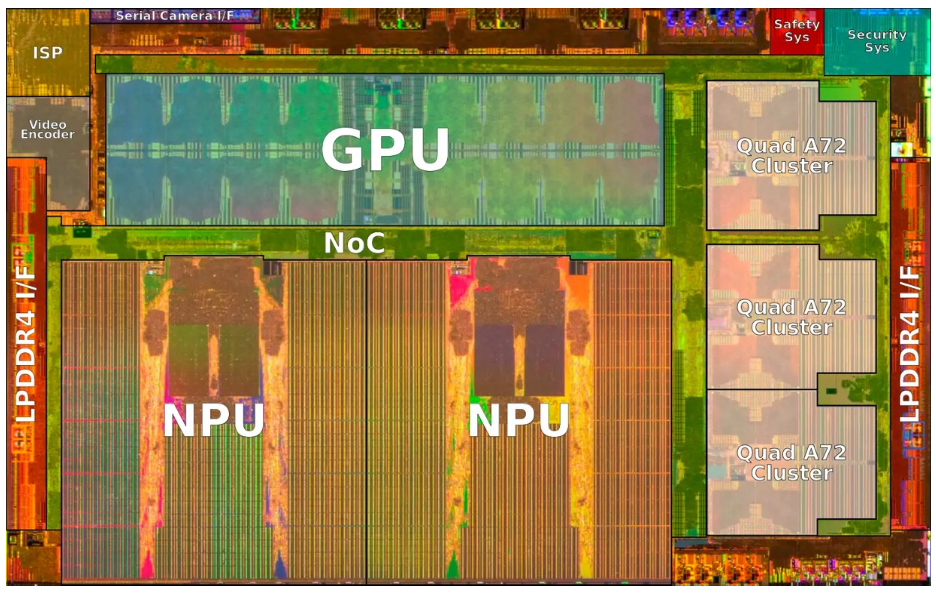 Serial Camera I/F
Safety
Sys
Security
Sys
ISP
Video
Encoder
GPU
Quad A72
Cluster
NoC
LPDDR4 I/F
LPDDR4 I/F
Quad A72
Cluster
NPU
NPU
Quad A72
Cluster